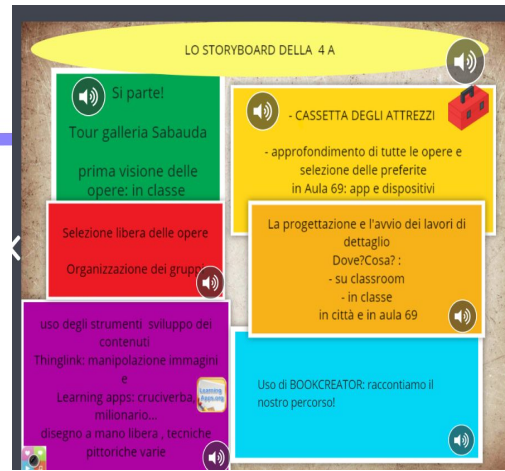 LO STORYBOARD DELLA 4 A
Si parte!
Tour galleria Sabauda
prima visione delle
opere: in classe
- CASSETTA DEGLI ATTREZZI
- approfondimento di tutte le opere e
selezione delle preferite
in Aula 69: app e dispositivi
Selezione libera delle opere
Organizzazione dei gruppi
La progettazione e l'avvio dei lavori di
dettaglio
Dove?Cosa? :
- su classroom
- in classe
in città e in aula 69
uso degli strumenti sviluppo dei
contenuti
Thinglink: manipolazione immagini
e
Learning apps: cruciverba,
milionario...
disegno a mano libera , tecniche
pittoriche varie
Learning
Apps.org
Uso di BOOKCREATOR: raccontiamo il
nostro percorso!